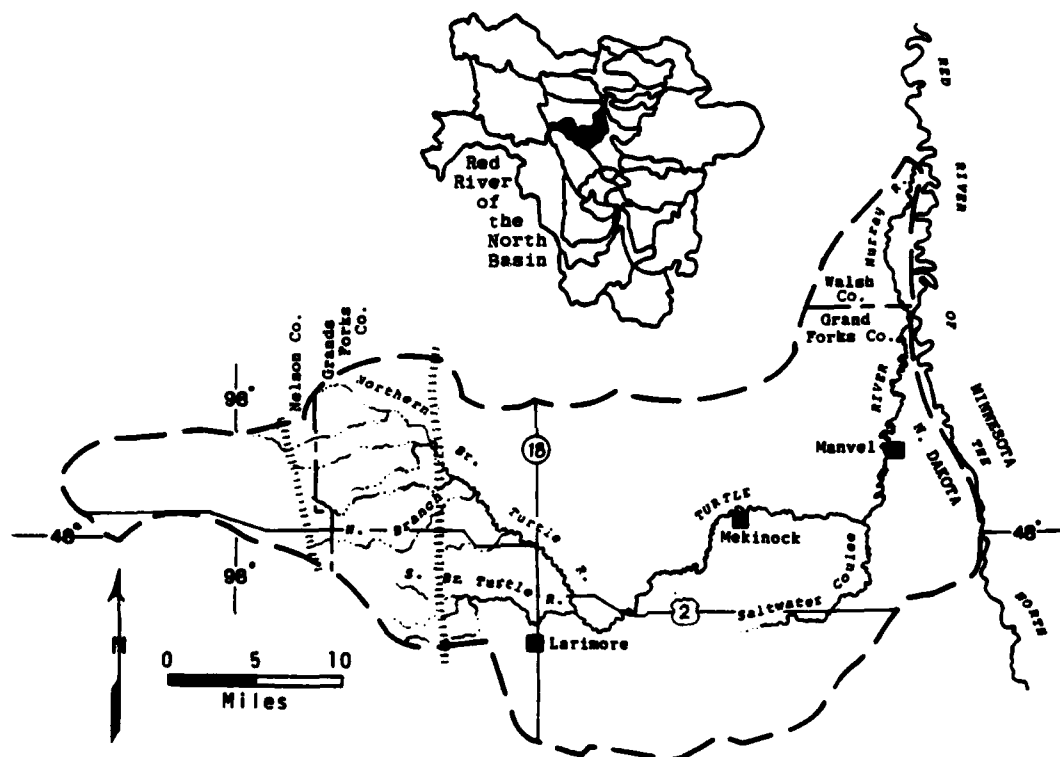 Red
River
of
the
North
Basin
RED
RIVER
OF
THE
NORTH
Murray R.
Walsh
Co.
Grand
Forks Co.
Nelson Co.
Grands
Forks
Co.
98°
Northern
Br.
Turtle
R.
18
RIVER
Manvel
N. DAKOTA
MINNESOTA
TURTLE
Mekinock
48°
N. Branch
48°
98°
S. Br. Turtle R.
Saltwater Coulee
2
Larimore
N
0 5 10
Miles